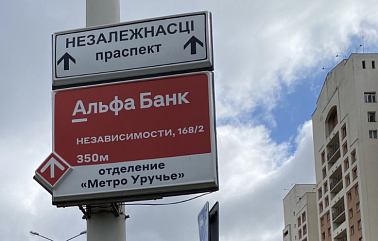 НЕЗАЛЕЖНАСЦІ
праспект
Альфа Банк
НЕЗАВИСИМОСТИ, 168/2
350м
отделение
«Метро Уручье»